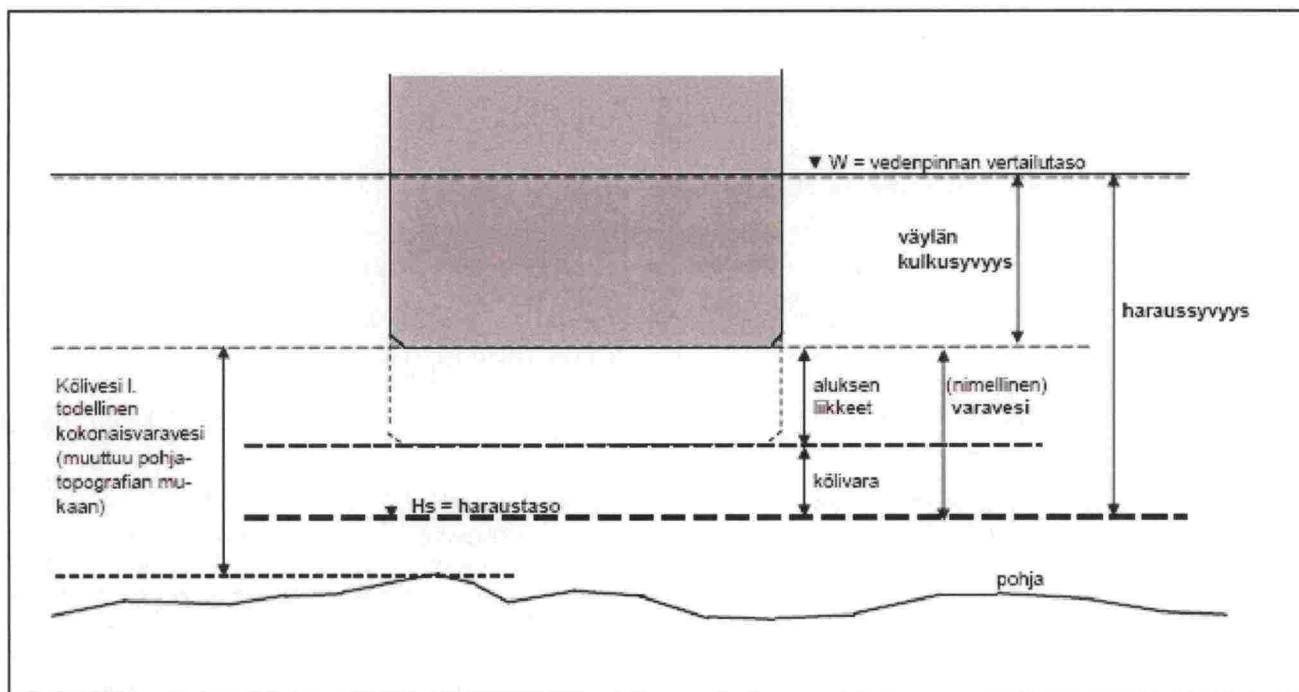 ▼ W = vedenpinnan vertailutaso
väylän
kulkusyvyys
haraussyvyys
Kölivesi l.
todellinen
kokonaisvaravesi
(muuttuu pohja-
topografian mu-
kaan)
aluksen
liikkeet
(nimellinen)
varavesi
kölivara
Hs = haraustaso
pohja